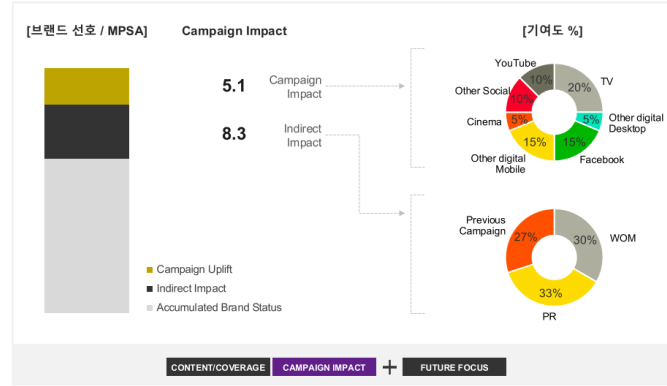 [브랜드 선호 / MPSA]
Campaign Impact
[기여도 %]
5.1
Campaign
Impact
8.3
Indirect
Impact
YouTube
10%
TV
20%
Other Social
10%
Cinema
5%
Other digital
Desktop
5%
Other digital
Mobile
15%
Facebook
15%
Previous
Campaign
27%
WOM
30%
33%
PR
Campaign Uplift
Indirect Impact
Accumulated Brand Status
CONTENT/COVERAGE
CAMPAIGN IMPACT
+
FUTURE FOCUS